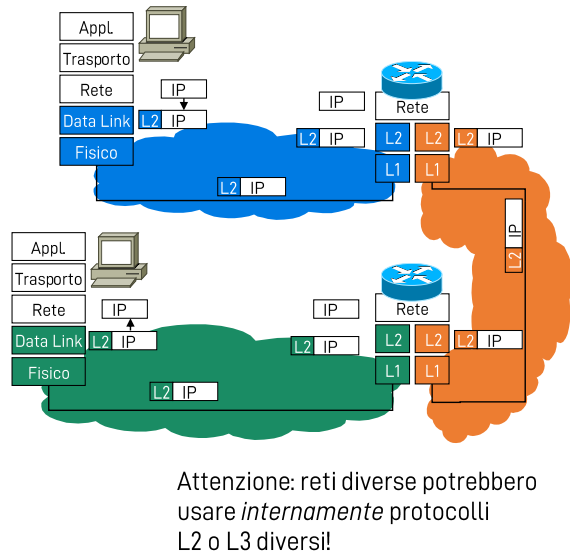 Appl.
Trasporto
Rete
Data Link
Fisico
IP
L2 IP
L2 IP
IP
L2 IP
Rete
L2 L2
L1 L1
L2 IP
L2 IP
Appl.
Trasporto
Rete
Data Link
Fisico
IP
L2 IP
L2 IP
IP
L2 IP
Rete
L2 L2
L1 L1
L2 IP
Attenzione: reti diverse potrebbero
usare internamente protocolli
L2 o L3 diversi!